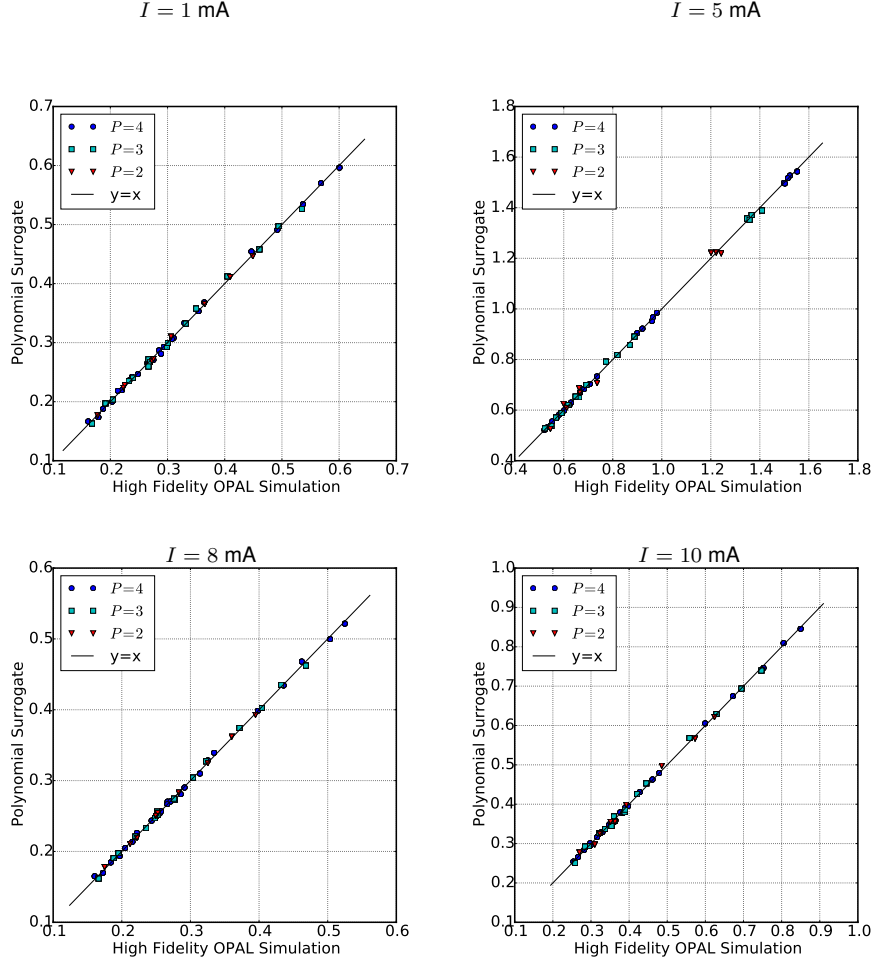 I = 1 mA
I = 5 mA
0.7
0.6
0.5
0.4
0.3
0.2
0.1
Polynomial Surrogate
P=4
P=3
P=2
y=x
0.1 0.2 0.3 0.4 0.5 0.6 0.7
High Fidelity OPAL Simulation
1.8
1.6
1.4
1.2
1.0
0.8
0.6
0.4
Polynomial Surrogate
P=4
P=3
P=2
y=x
0.4 0.6 0.8 1.0 1.2 1.4 1.6 1.8
High Fidelity OPAL Simulation
I = 8 mA
I = 10 mA
0.6
0.5
0.4
0.3
0.2
0.1
Polynomial Surrogate
P=4
P=3
P=2
y=x
0.1 0.2 0.3 0.4 0.5 0.6
High Fidelity OPAL Simulation
1.0
0.9
0.8
0.7
0.6
0.5
0.4
0.3
0.2
0.1
Polynomial Surrogate
P=4
P=3
P=2
y=x
0.1 0.2 0.3 0.4 0.5 0.6 0.7 0.8 0.9 1.0
High Fidelity OPAL Simulation